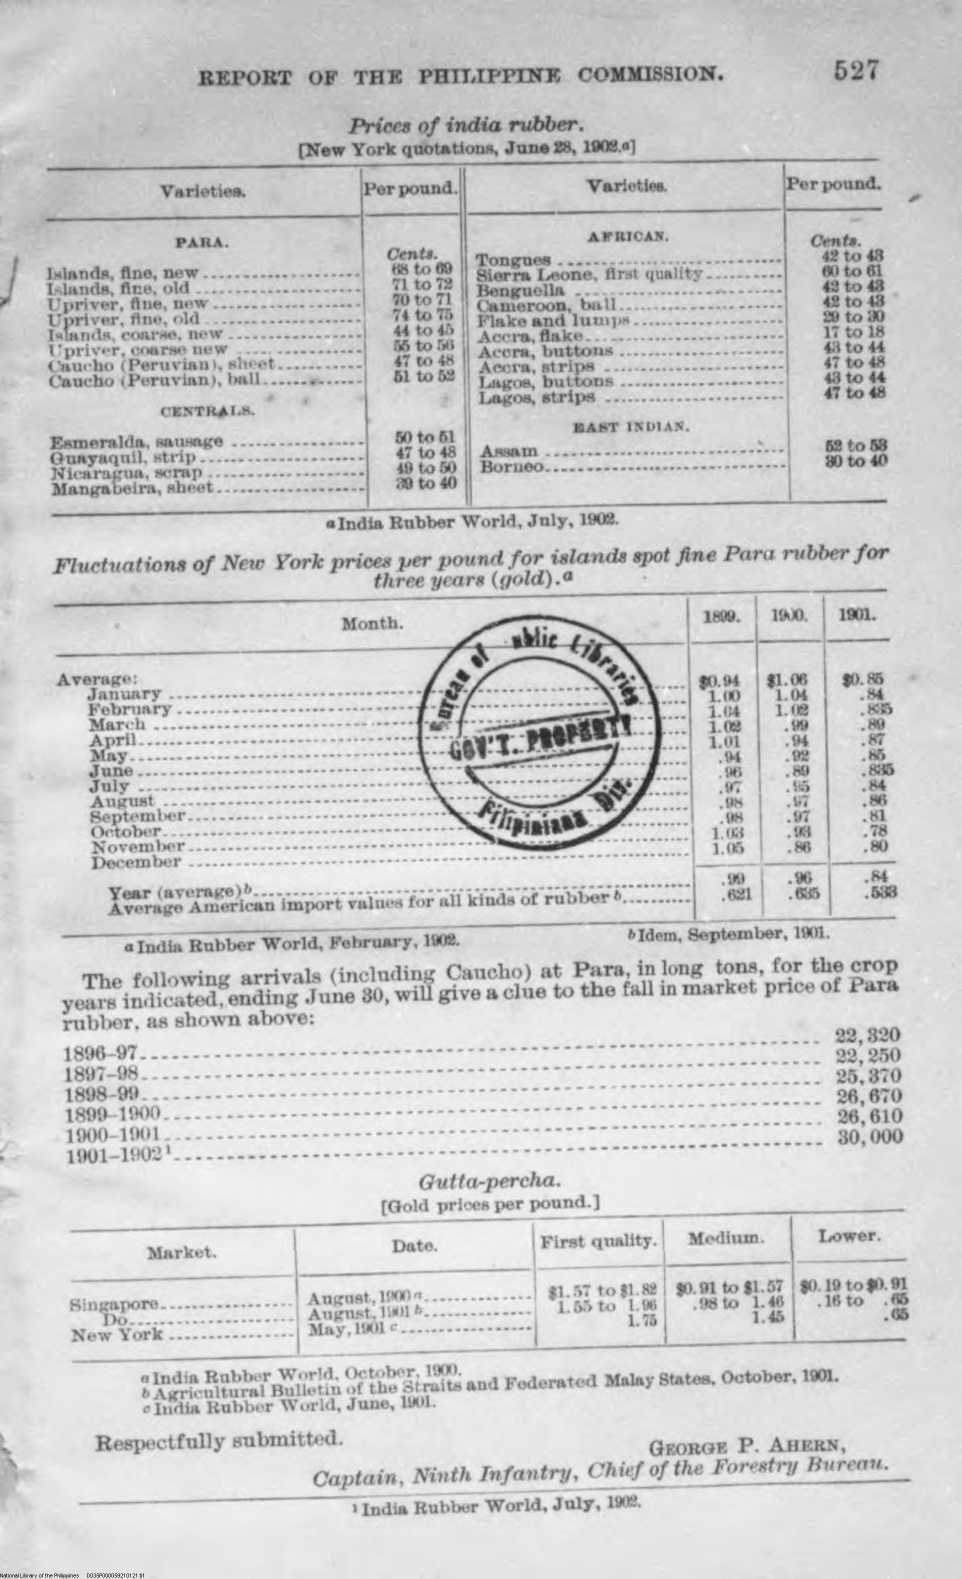 REPORT OF THE PHILIPPINE COMMISSION. 527
Prices of india rubber.
[New York quotations, June 28, 1902.a]
Varieties. Per pound.
PARA.
Cents.
Islands, fine, new 68 to 69
Islands, fine, old 71 to 72
Upriver, fine, new 70 to 71
Upriver, fine, old 74 to 75
Islands, coarse, new 44 to 45
Upriver, coarse new 55 to 56
Caucho (Peruvian), sheet 47 to 48
Caucho (Peruvian), ball 51 to 52
CENTRALS.
Esmeralda, sausage 50 to 51
Guayaquil, strip 47 to 48
Nicaragua, scrap 49 to 50
Mangabeira, sheet 39 to 40
Varieties. Per pound.
AFRICAN.
Cents.
Tongues 42 to 43
Sierra Leone, first quality 60 to 61
Benguella 42 to 43
Cameroon, ball 42 to 43
Flake and lumps 29 to 30
Accra, flake 17 to 18
Accra, buttons 43 to 44
Accra, strips 47 to 48
Lagos, buttons 43 to 44
Lagos, strips 47 to 48
EAST INDIAN.
Assam 52 to 53
Borneo 30 to 40
a India Rubber World, July, 1902.
Fluctuations of New York prices per pound for islands spot fine Para rubber for
three years (gold).a
Month. 1899. 1900. 1901.
Average:
January $0.94 $1.06 $0.85
February 1.00 1.04 .84
March 1.04 1.02 .835
April 1.02 .99 .89
May 1.01 .94 .87
June .94 .92 .85
July .96 .89 .835
August .97 .95 .84
September .98 .97 .86
October .98 .97 .81
November 1.03 .93 .78
December 1.05 .86 .80
Year (average)b .99 .96 .84
Average American import values for all kinds of rubber b .621 .635 .533
Bureau of Public Libraries
GOV'T. PROPERTY
Filipiniana Div.
a India Rubber World, February, 1902. b Idem, September, 1901.
The following arrivals (including Caucho) at Para, in long tons, for the crop
years indicated, ending June 30, will give a clue to the fall in market price of Para
rubber, as shown above:
1896–97 22,320
1897–98 22,250
1898–99 25,370
1899–1900 26,670
1900–1901 26,610
1901–1902¹ 30,000
Gutta-percha.
[Gold prices per pound.]
Market. Date. First quality. Medium. Lower.
Singapore August, 1900 a $1.57 to $1.82 $0.91 to $1.57 $0.19 to $0.91
Do August, 1901 b 1.55 to 1.96 .98 to 1.46 .16 to .65
New York May, 1901 c 1.75 1.45 .65
a India Rubber World, October, 1900.
b Agricultural Bulletin of the Straits and Federated Malay States, October, 1901.
c India Rubber World, June, 1901.
Respectfully submitted.
GEORGE P. AHERN,
Captain, Ninth Infantry, Chief of the Forestry Bureau.
¹ India Rubber World, July, 1902.
National Library of the Philippines